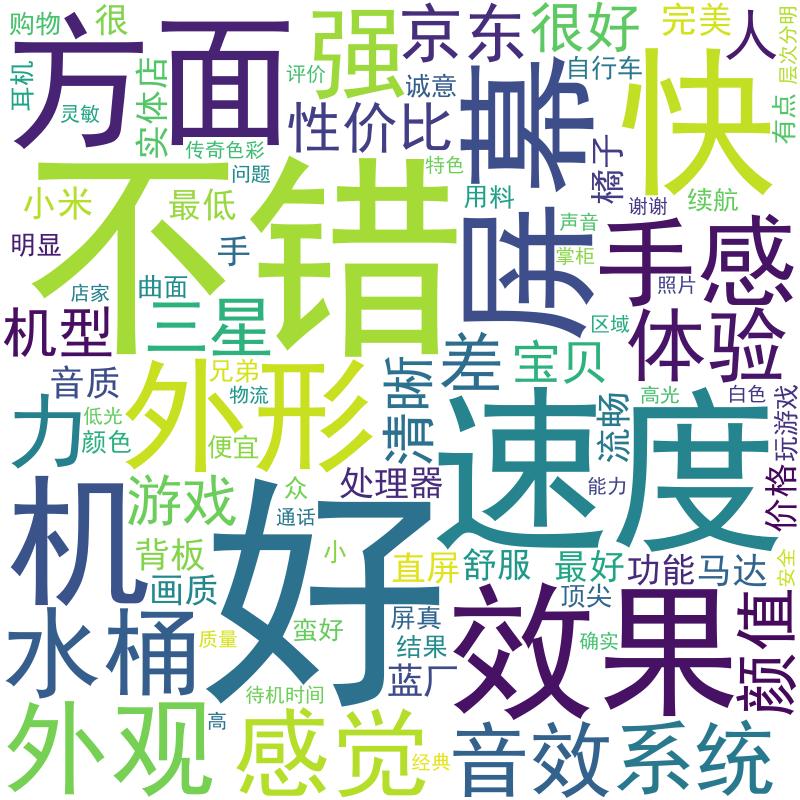 购物
很
强
京东
很好
完美
人
层次分明
方面
耳机
实体店
评价
诚意
幕
自行车
快
有点
灵敏
传奇色彩
性价比
橘子
不错
问题
特色
小米
最低
用料
谢谢
续航
屏
声音
手感
明显
手
掌柜
店家
曲面
照片
机型
三星
区域
体验
音质
外形
兄弟
物流
清晰
差
宝贝
力
低光
颜色
便宜
速度
流畅
高光
白色
玩游戏
机
游戏
众
处理器
好
能力
价格
通话
背板
小
直屏
舒服
最好
功能
马达
安全
画质
顶尖
水桶
质量
蛮好
屏真
结果
效果
确实
颜值
蓝厂
待机时间
外观
高
感觉
经典
音效
系统